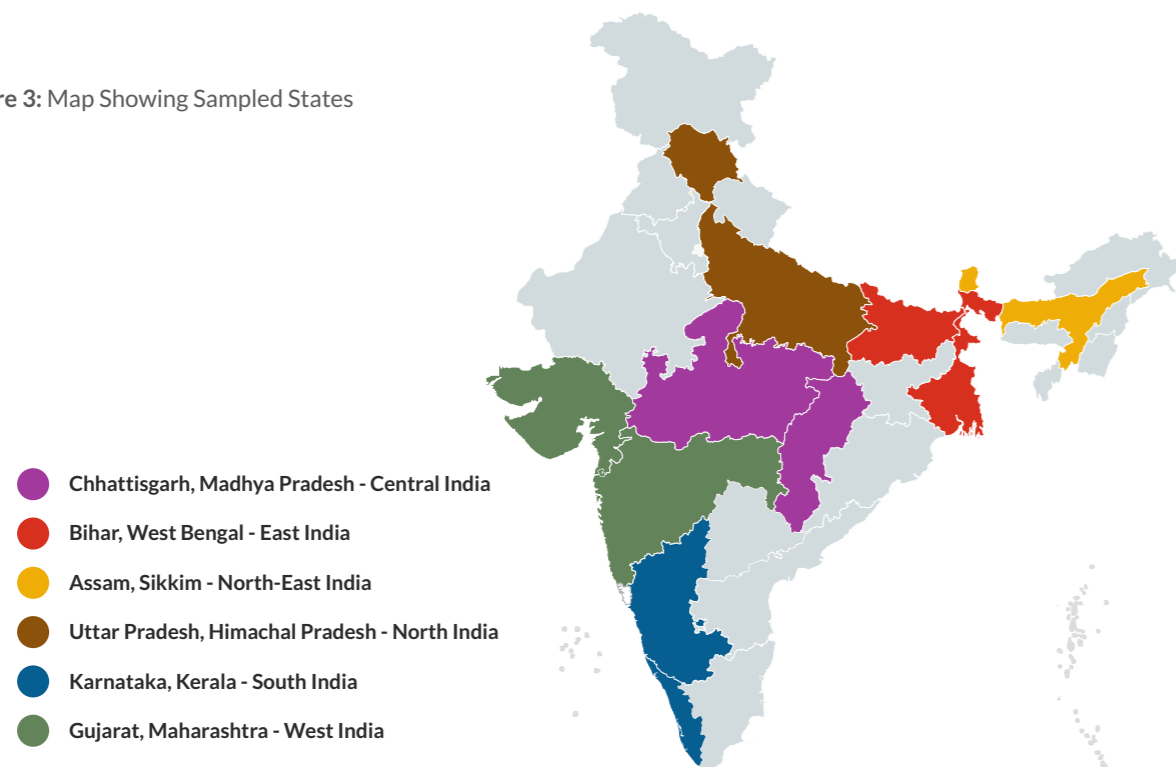 re 3: Map Showing Sampled States
Chhattisgarh, Madhya Pradesh - Central India
Bihar, West Bengal - East India
Assam, Sikkim - North-East India
Uttar Pradesh, Himachal Pradesh - North India
Karnataka, Kerala - South India
Gujarat, Maharashtra - West India